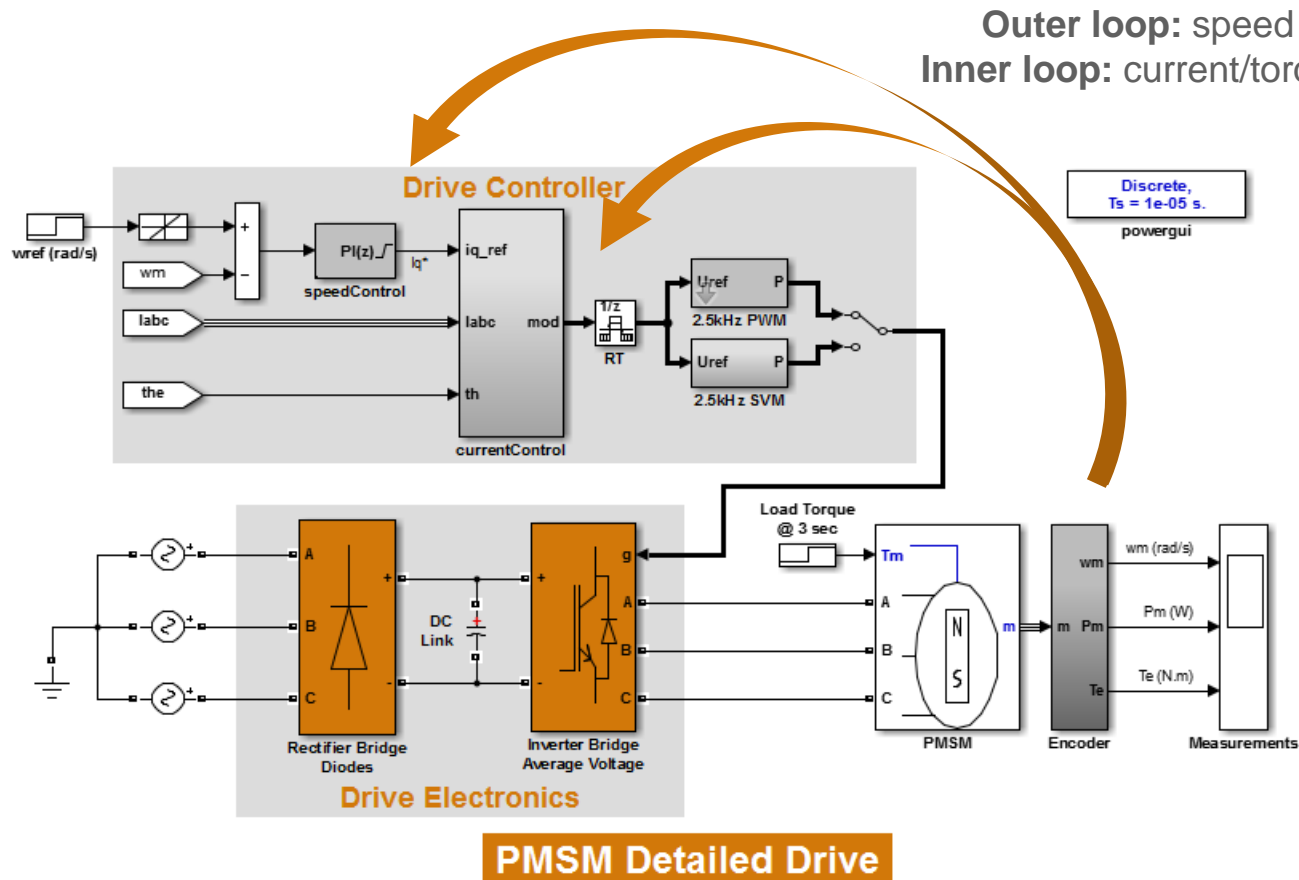 Outer loop: speed
Inner loop:
Drive Controller
Discrete,
Ts = 1e-05 s.
powergui
wref (rad/s)
+
−
wm
PI(z)
speedControl
Iq*
Iabc
the
iq_ref
Iabc
th
mod
currentControl
1/z
RT
Uref P
2.5kHz PWM
Uref P
2.5kHz SVM
Load Torque
@ 3 sec
+
+
+
A
B
C
+
-
Rectifier Bridge
Diodes
DC
Link
+
+
-
g
A
B
C
Inverter Bridge
Average Voltage
Drive Electronics
Tm
A
B
C
N
S
m
PMSM
m
wm
Pm
Te
Encoder
wm (rad/s)
Pm (W)
Te (N.m)
Measurements
PMSM Detailed Drive